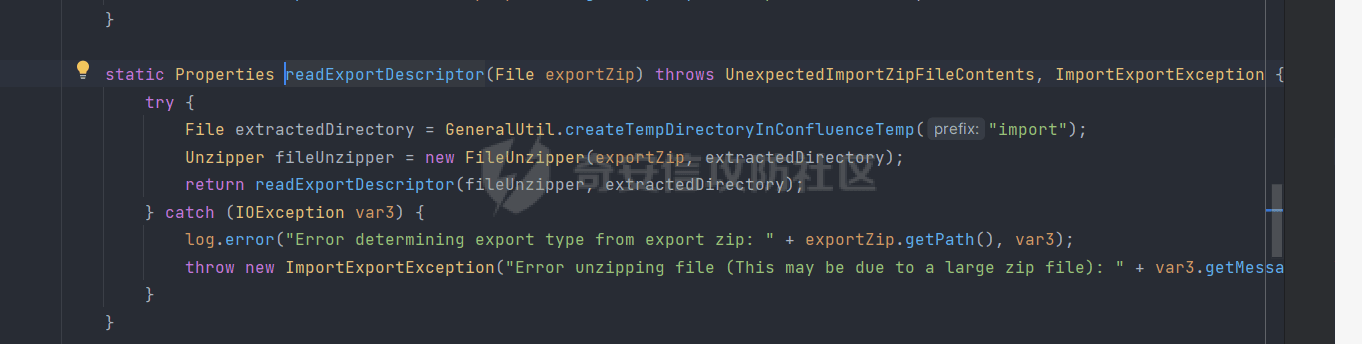 }
static Properties readExportDescriptor(File exportZip) throws UnexpectedImportZipFileContents, ImportExportException {
try {
File extractedDirectory = GeneralUtil.createTempDirectoryInConfluenceTemp( prefix: "import");
Unzipper fileUnzipper = new FileUnzipper(exportZip, extractedDirectory);
return readExportDescriptor(fileUnzipper, extractedDirectory);
奇安信攻防社区
} catch (IOException var3) {
log.error("Error determining export type from export zip: " + exportZip.getPath(), var3);
throw new ImportExportException("Error unzipping file (This may be due to a large zip file): " + var3.getMessa
}
}